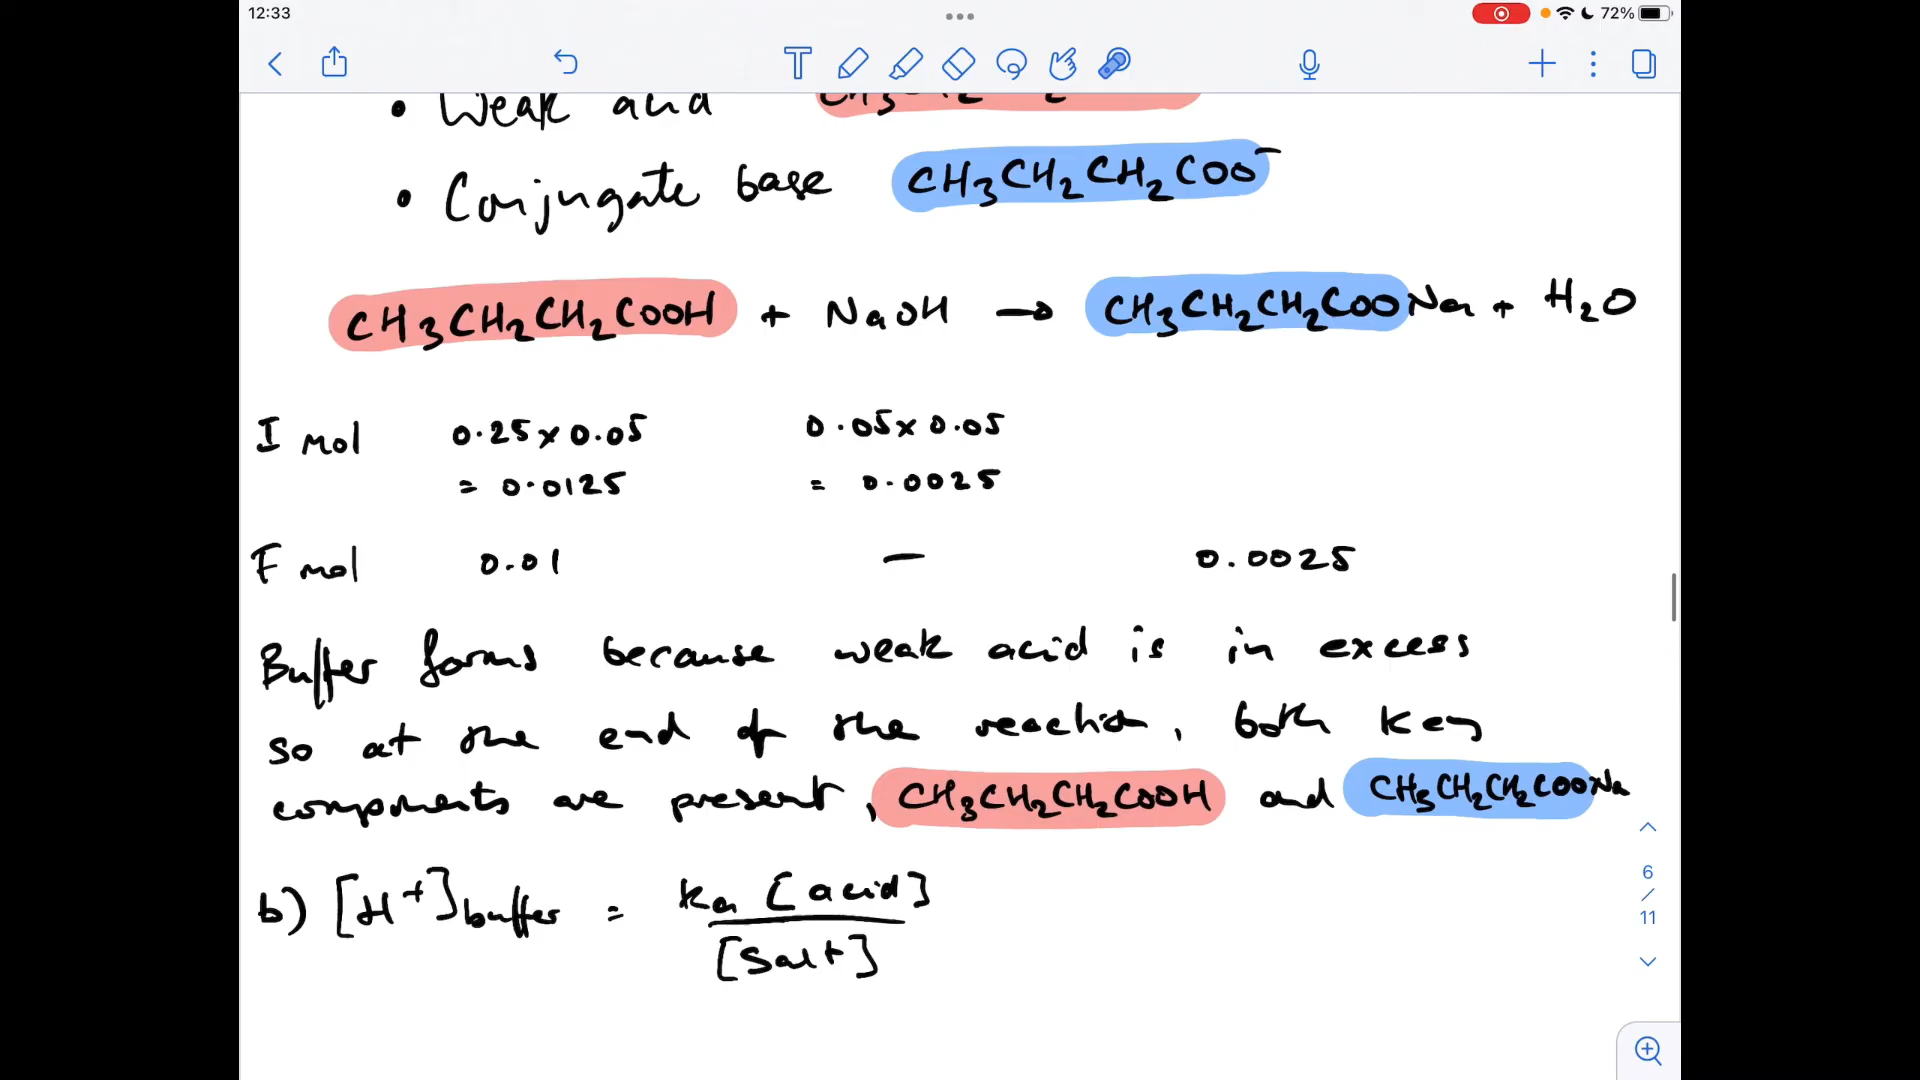 12:33
72%
• Weak acid
• Conjugate base CH₃CH₂CH₂COO⁻
CH₃CH₂CH₂COOH + NaOH → CH₃CH₂CH₂COONa + H₂O
I mol 0.25 x 0.05 0.05 x 0.05
= 0.0125 = 0.0025
F mol 0.01 — 0.0025
Buffer forms because weak acid is in excess
so at the end of the reaction, both key
components are present, CH₃CH₂CH₂COOH and CH₃CH₂CH₂COONa
b) [H⁺]buffer = Ka [acid]
[Salt]
6
/
11